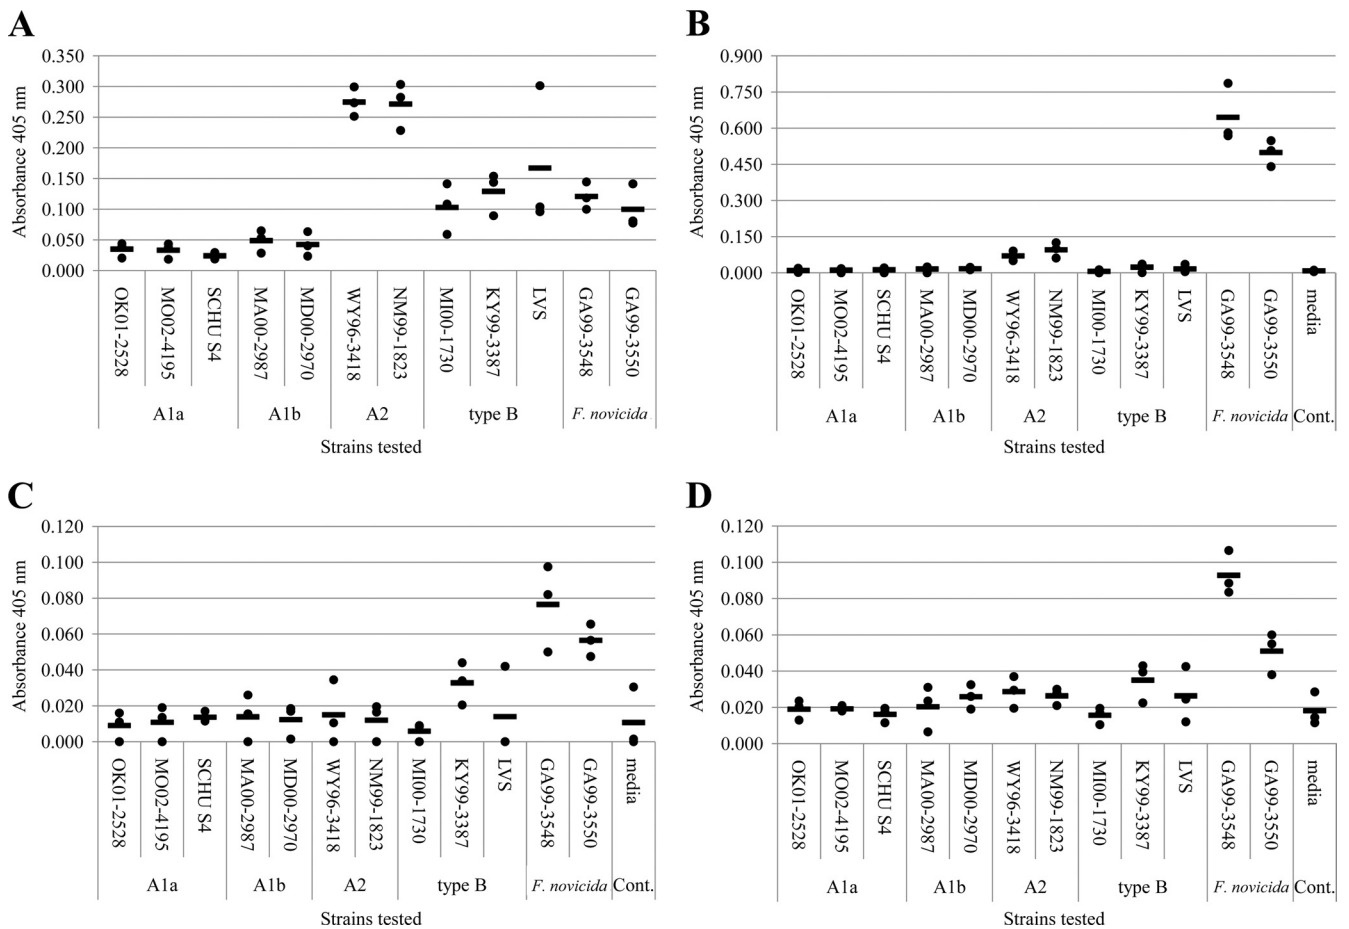 A
Absorbance 405 nm
0.350
0.300
0.250
0.200
0.150
0.100
0.050
0.000
OK01-2528
MO02-4195
SCHU S4
MA00-2987
MD00-2970
WY96-3418
NM99-1823
MI00-1730
KY99-3387
LVS
GA99-3548
GA99-3550
A1a A1b A2 type B F. novicida
Strains tested
B
Absorbance 405 nm
0.900
0.750
0.600
0.450
0.300
0.150
0.000
OK01-2528
MO02-4195
SCHU S4
MA00-2987
MD00-2970
WY96-3418
NM99-1823
MI00-1730
KY99-3387
LVS
GA99-3548
GA99-3550
media
A1a A1b A2 type B F. novicida Cont.
Strains tested
C
Absorbance 405 nm
0.120
0.100
0.080
0.060
0.040
0.020
0.000
OK01-2528
MO02-4195
SCHU S4
MA00-2987
MD00-2970
WY96-3418
NM99-1823
MI00-1730
KY99-3387
LVS
GA99-3548
GA99-3550
media
A1a A1b A2 type B F. novicida Cont.
Strains tested
D
Absorbance 405 nm
0.120
0.100
0.080
0.060
0.040
0.020
0.000
OK01-2528
MO02-4195
SCHU S4
MA00-2987
MD00-2970
WY96-3418
NM99-1823
MI00-1730
KY99-3387
LVS
GA99-3548
GA99-3550
media
A1a A1b A2 type B F. novicida Cont.
Strains tested